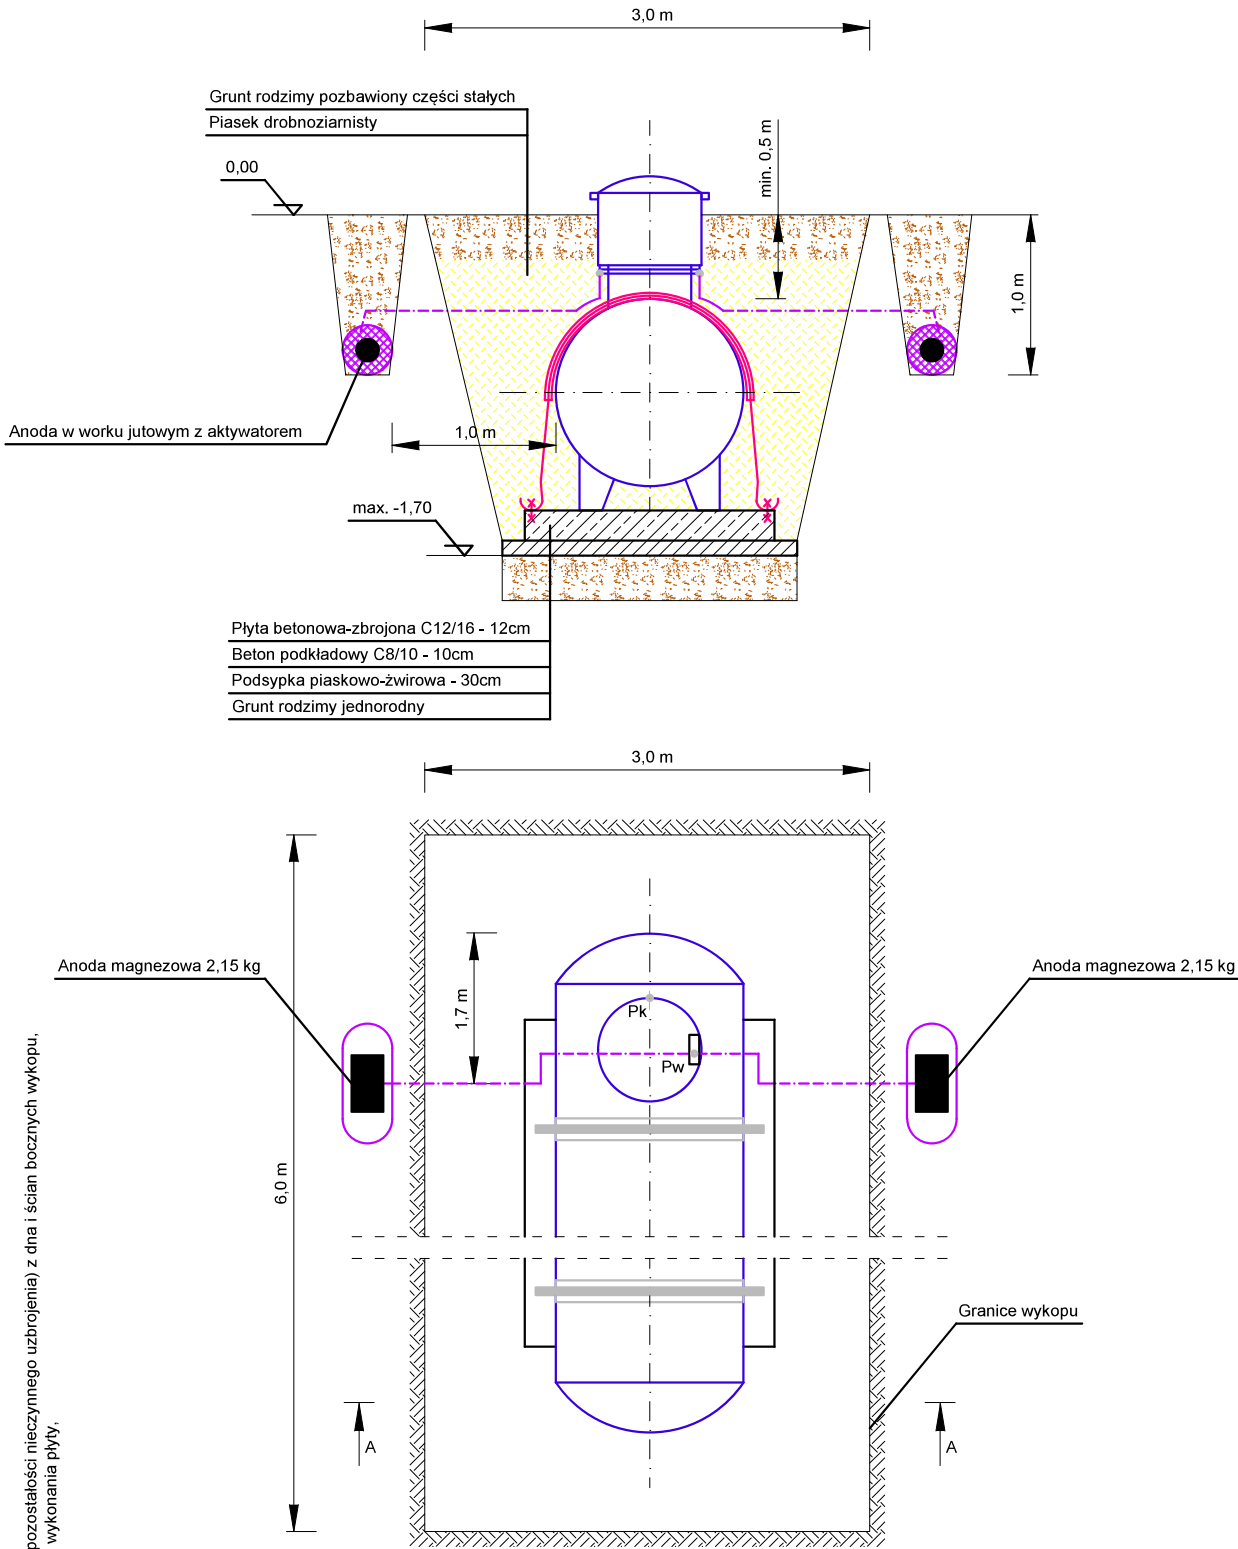 3,0 m
Grunt rodzimy pozbawiony części stałych
Piasek drobnoziarnisty
min. 0,5 m
0,00
1,0 m
Anoda w worku jutowym z aktywatorem
1,0 m
max. -1,70
Płyta betonowa-zbrojona C12/16 - 12cm
Beton podkładowy C8/10 - 10cm
Podsypka piaskowo-żwirowa - 30cm
Grunt rodzimy jednorodny
3,0 m
Anoda magnezowa 2,15 kg
Anoda magnezowa 2,15 kg
1,7 m
Pk
Pw
6,0 m
Granice wykopu
A
A
pozostałości nieczynnego uzbrojenia) z dna i ścian bocznych wykopu,
wykonania płyty,